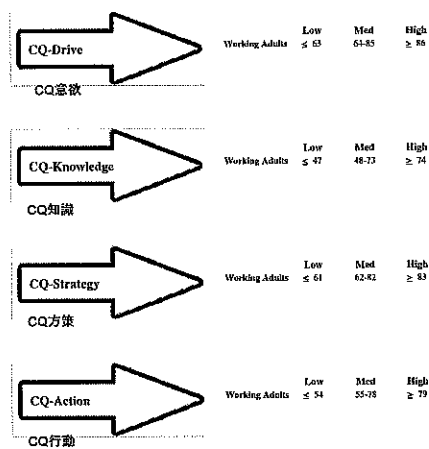 Low Med High
CQ-Drive Working Adults ≤ 63 64-85 ≥ 86
CQ意欲
Low Med High
CQ-Knowledge Working Adults ≤ 47 48-73 ≥ 74
CQ知識
Low Med High
CQ-Strategy Working Adults ≤ 61 62-82 ≥ 83
CQ方策
Low Med High
CQ-Action Working Adults ≤ 54 55-78 ≥ 79
CQ行動